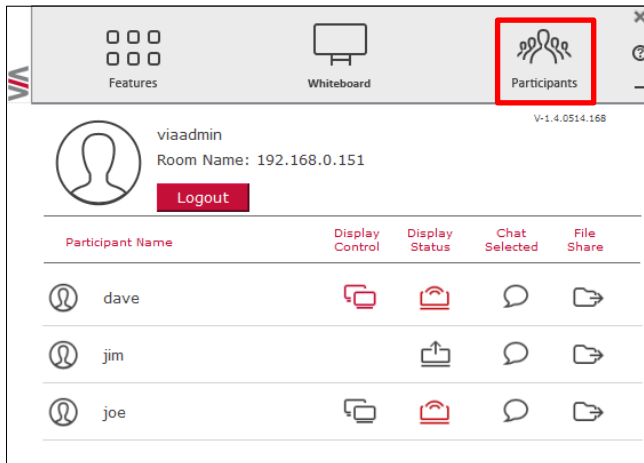 Features Whiteboard Participants
V-1.4.0514.168
viaadmin
Room Name: 192.168.0.151
Logout
Participant Name Display Control Display Status Chat Selected File Share
dave
jim
joe